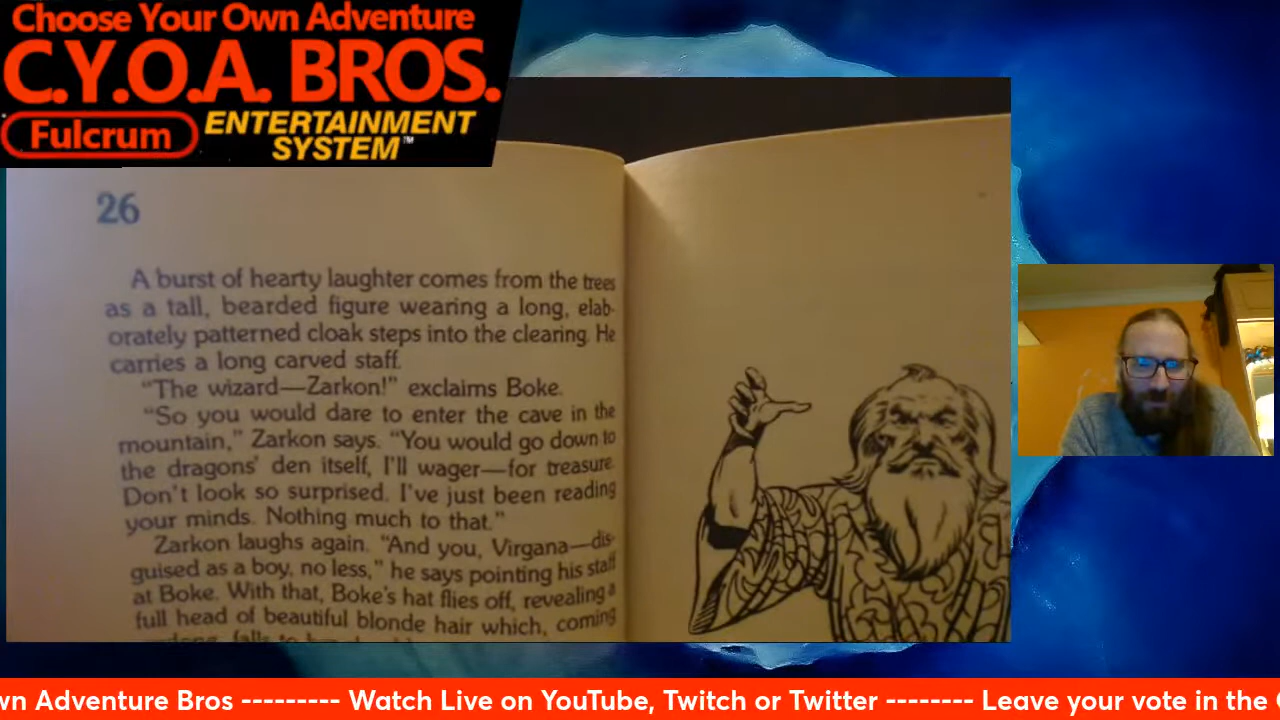 Choose Your Own Adventure
C.Y.O.A. BROS.
Fulcrum
ENTERTAINMENT
SYSTEM™
26
A burst of hearty laughter comes from the trees
as a tall, bearded figure wearing a long, elab-
orately patterned cloak steps into the clearing. He
carries a long carved staff.
"The wizard—Zarkon!" exclaims Boke.
"So you would dare to enter the cave in the
mountain," Zarkon says. "You would go down to
the dragons' den itself, I'll wager—for treasure.
Don't look so surprised. I've just been reading
your minds. Nothing much to that."
Zarkon laughs again. "And you, Virgana—dis-
guised as a boy, no less," he says pointing his staff
at Boke. With that, Boke's hat flies off, revealing a
full head of beautiful blonde hair which, coming
falls to
wn Adventure Bros --------- Watch Live on YouTube, Twitch or Twitter -------- Leave your vote in the